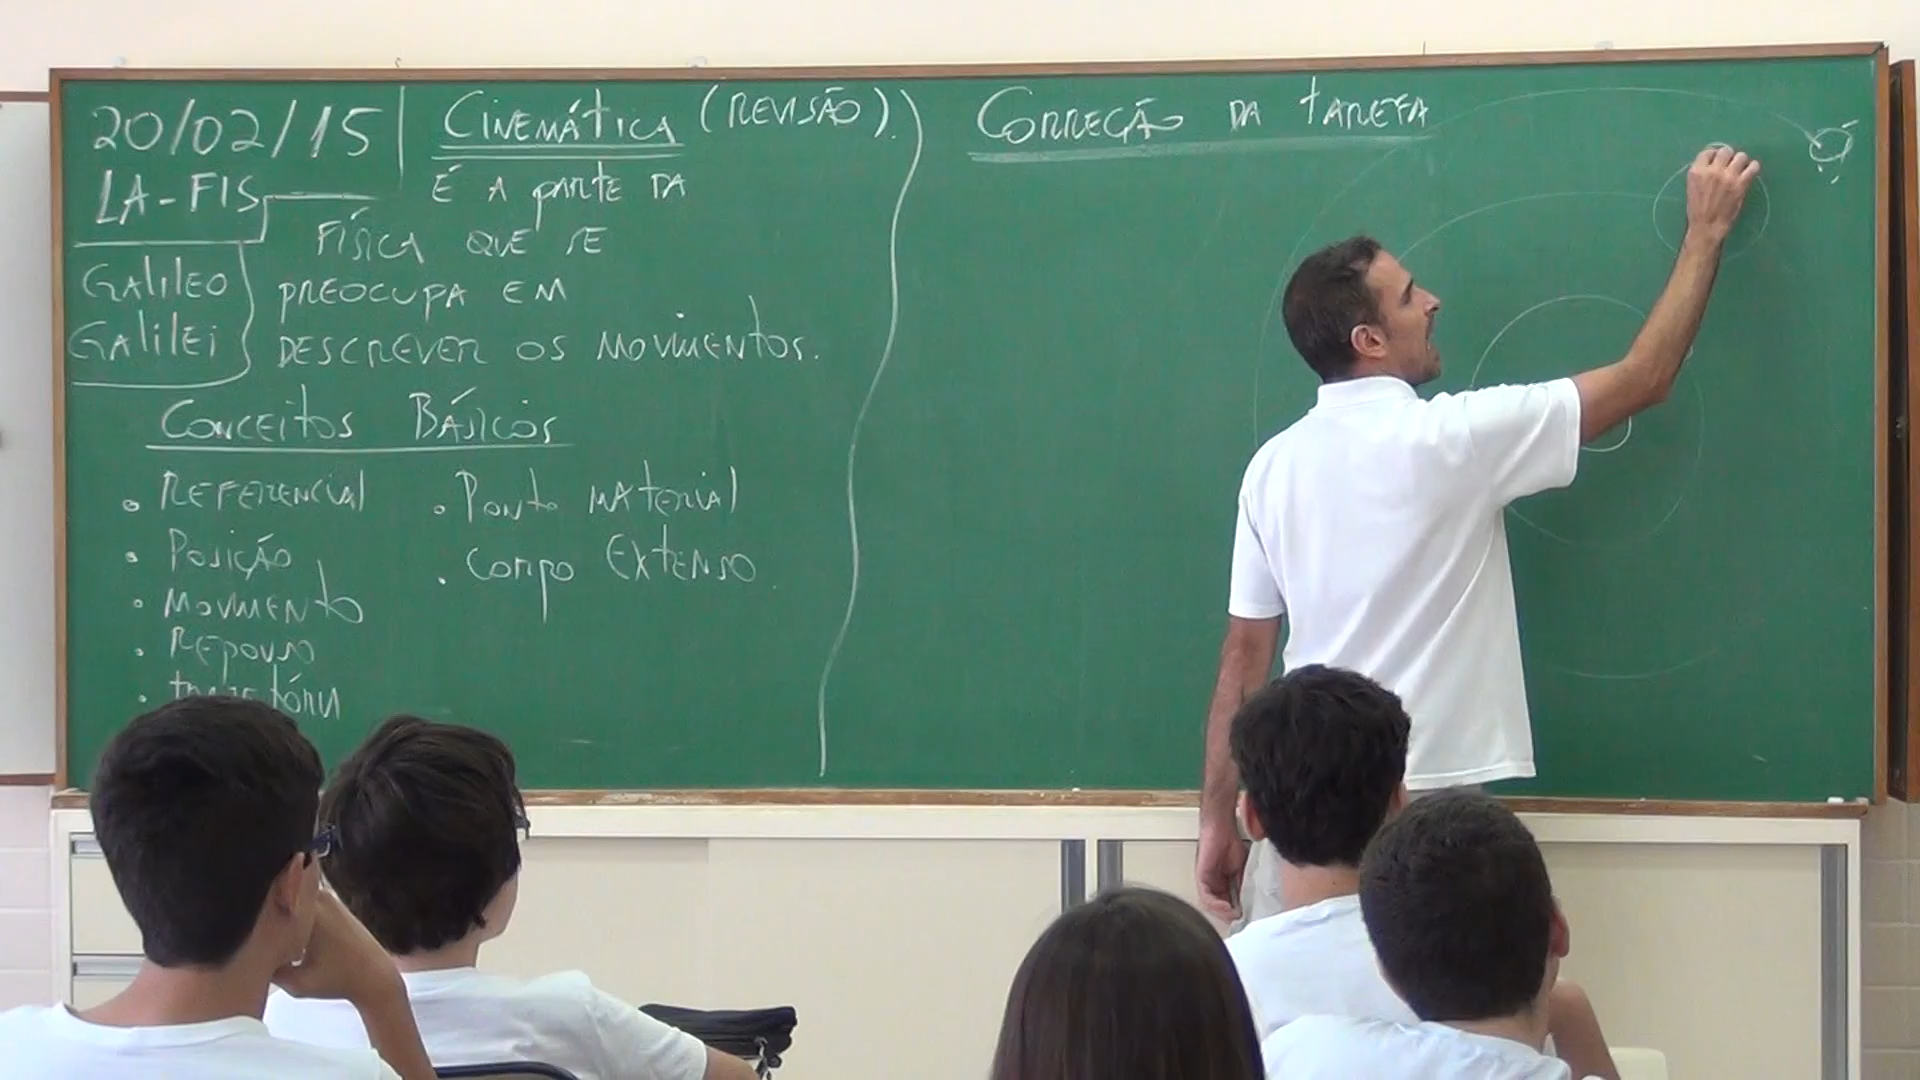 20/02/15
LA-FIS
GALILEO
GALILEI
CINEMÁTICA (REVISÃO).
É A PARTE DA
FÍSICA QUE SE
PREOCUPA EM
DESCREVER OS MOVIMENTOS.
CONCEITOS BÁSICOS
• REFERENCIAL
• POSIÇÃO
• MOVIMENTO
• REPOUSO
• TRAJETÓRIA
• PONTO MATERIAL
• CORPO EXTENSO.
CORREÇÃO DA TAREFA